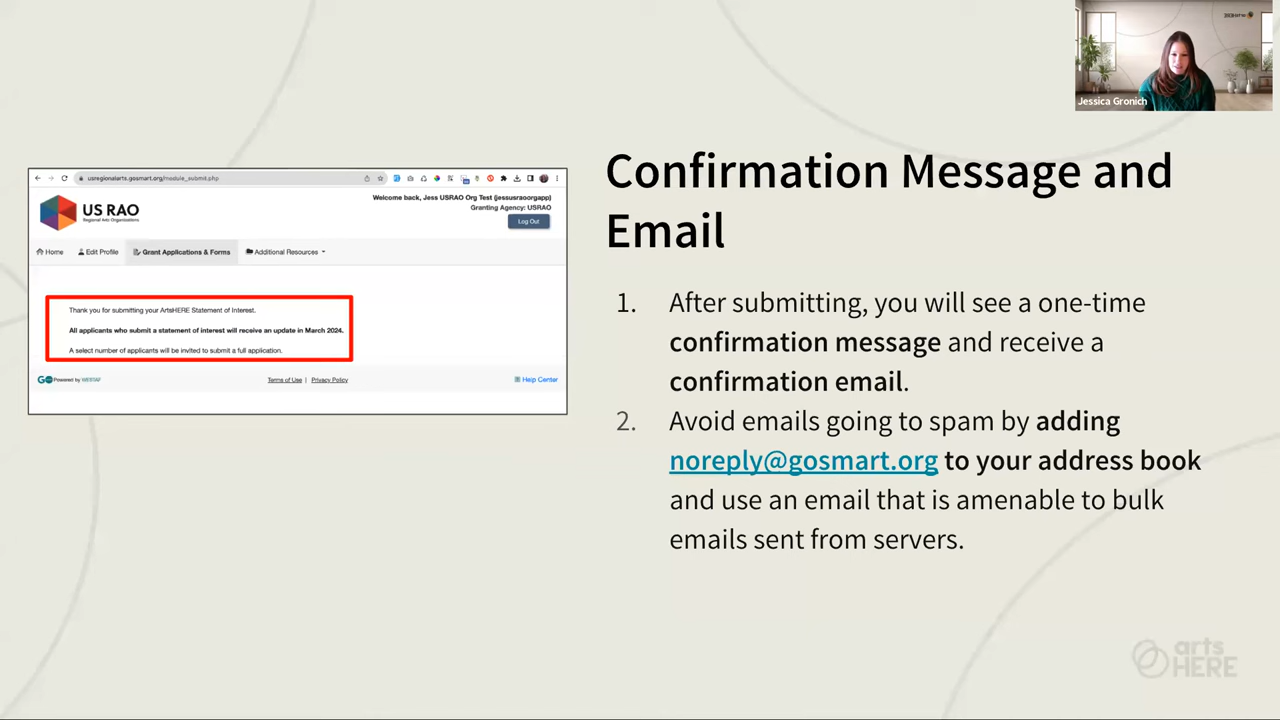 Jessica Gronich
Confirmation Message and
Email
usregionalarts.gosmart.org/module_submit.php
US RAO
Regional Arts Organizations
Welcome back, Jess USRAO Org Test (jessusraoorgapp)
Granting Agency: USRAO
Log Out
Home Edit Profile Grant Applications & Forms Additional Resources
Thank you for submitting your ArtsHERE Statement of Interest.
All applicants who submit a statement of interest will receive an update in March 2024.
A select number of applicants will be invited to submit a full application.
Powered by WESTAF Terms of Use | Privacy Policy Help Center
1. After submitting, you will see a one-time
confirmation message and receive a
confirmation email.
2. Avoid emails going to spam by adding
noreply@gosmart.org to your address book
and use an email that is amenable to bulk
emails sent from servers.
arts
HERE